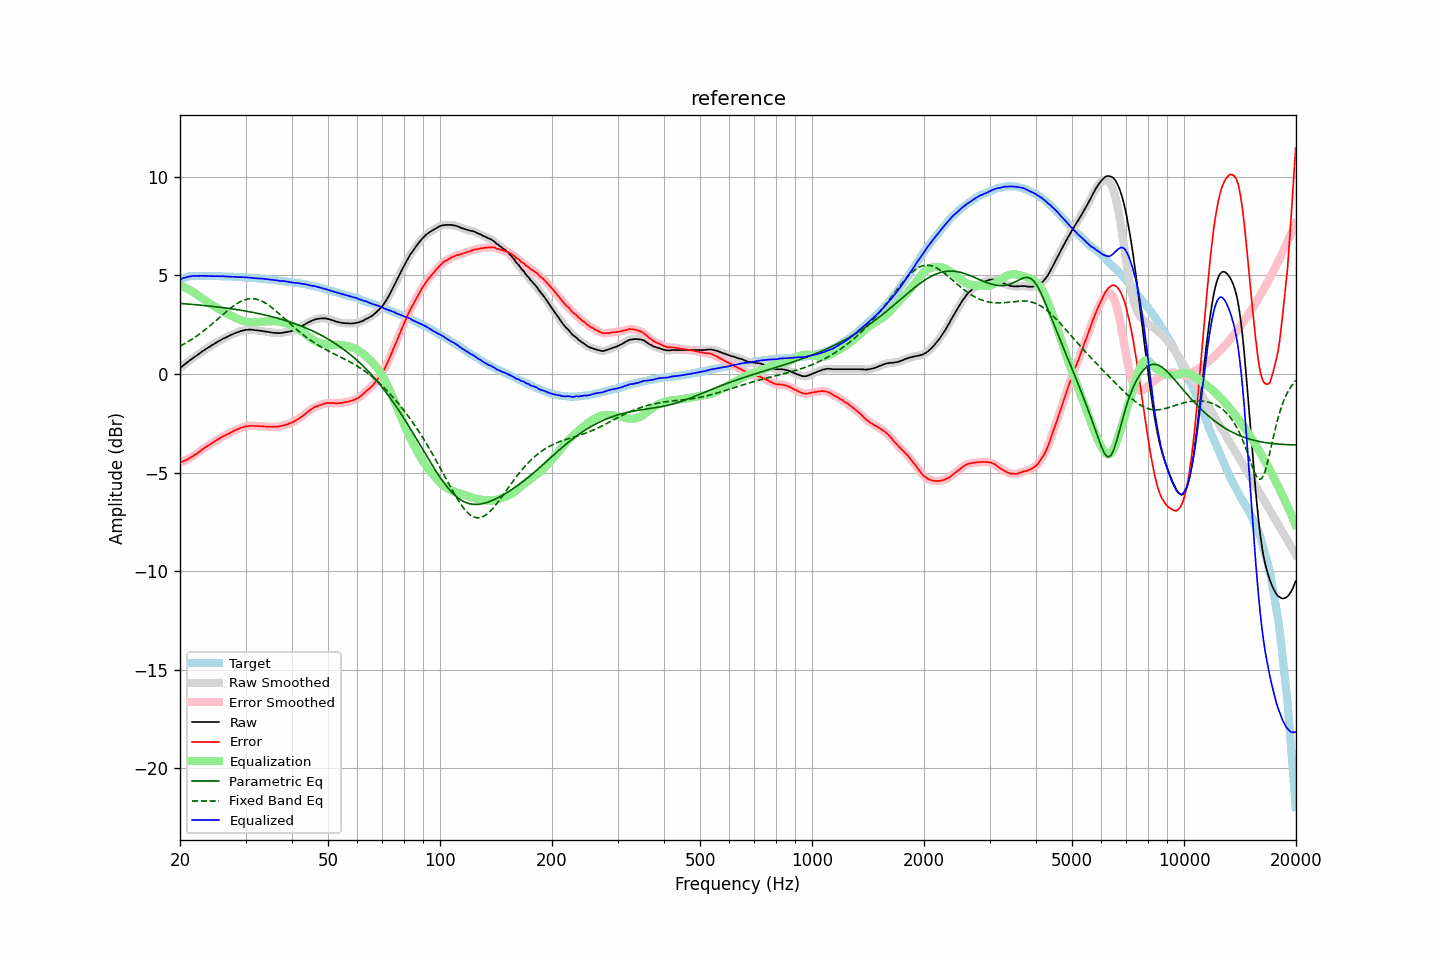 reference
10
5
0
−5
−10
−15
−20
Amplitude (dBr)
Target
Raw Smoothed
Error Smoothed
Raw
Error
Equalization
Parametric Eq
Fixed Band Eq
Equalized
20 50 100 200 500 1000 2000 5000 10000 20000
Frequency (Hz)